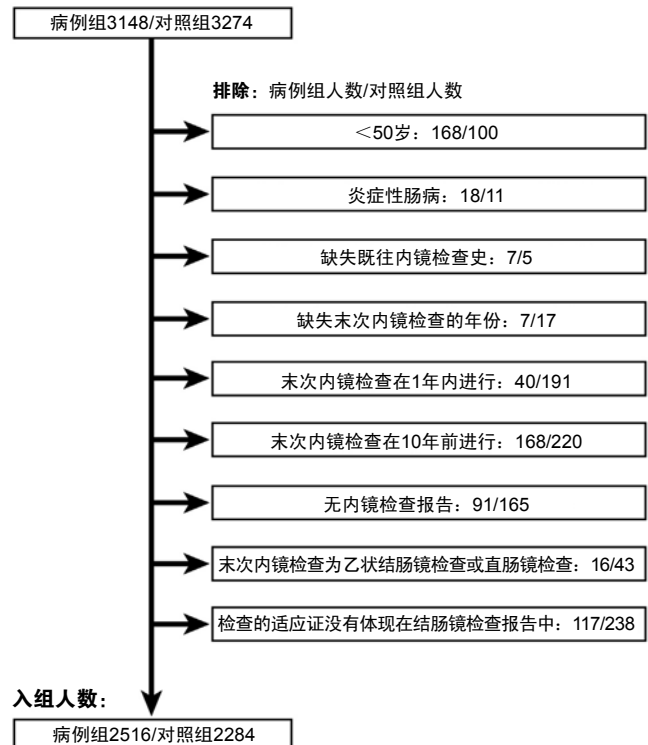 病例组3148/对照组3274
排除：病例组人数/对照组人数
＜50岁：168/100
炎症性肠病：18/11
缺失既往内镜检查史：7/5
缺失末次内镜检查的年份：7/17
末次内镜检查在1年内进行：40/191
末次内镜检查在10年前进行：168/220
无内镜检查报告：91/165
末次内镜检查为乙状结肠镜检查或直肠镜检查：16/43
检查的适应证没有体现在结肠镜检查报告中：117/238
入组人数：
病例组2516/对照组2284